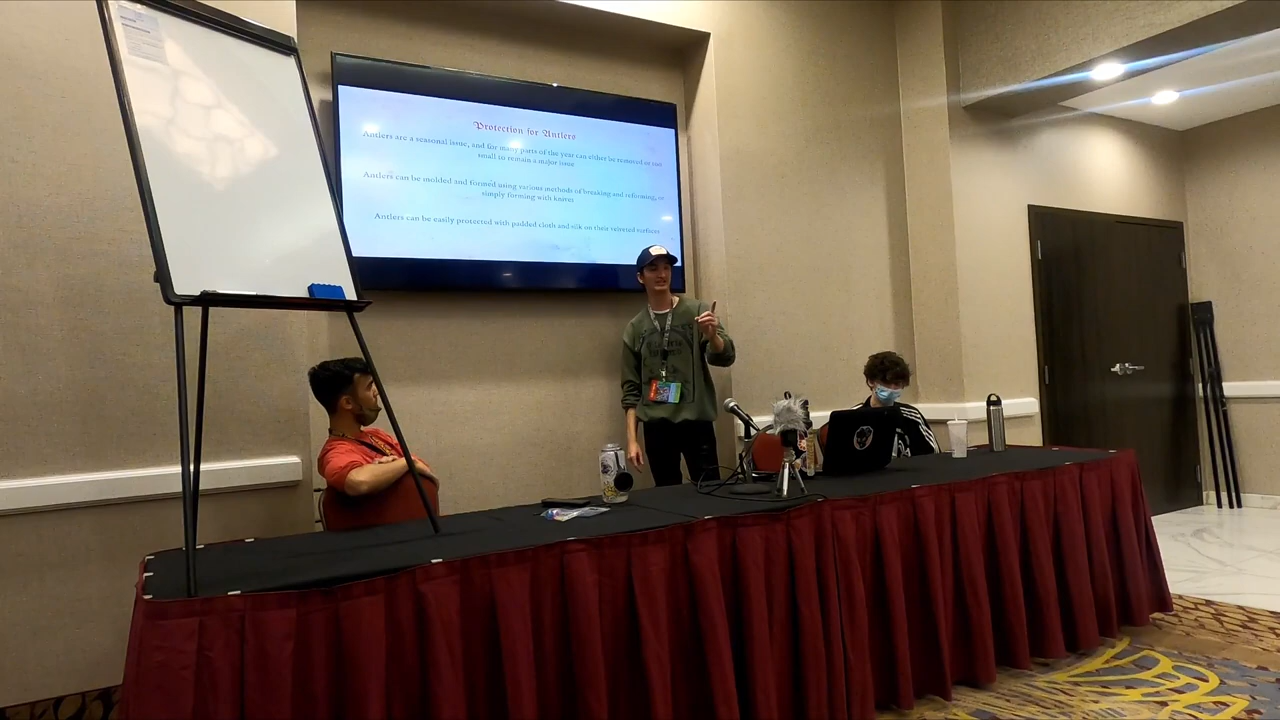 Protection for Antlers
Antlers are a seasonal issue, and for many parts of the year can either be removed or too
small to remain a major issue
Antlers can be molded and formed using various methods of breaking and reforming, or
simply forming with knives
Antlers can be easily protected with padded cloth and silk on their velveted surfaces